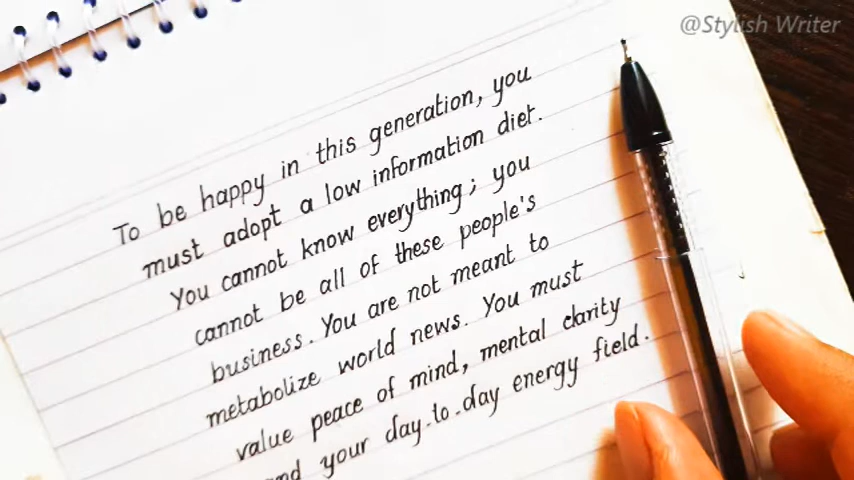 @Stylish Writer
To be happy in this generation, you
must adopt a low information diet.
You cannot know everything; you
cannot be all of these people's
business. You are not meant to
metabolize world news. You must
value peace of mind, mental clarity
and your day-to-day energy field.